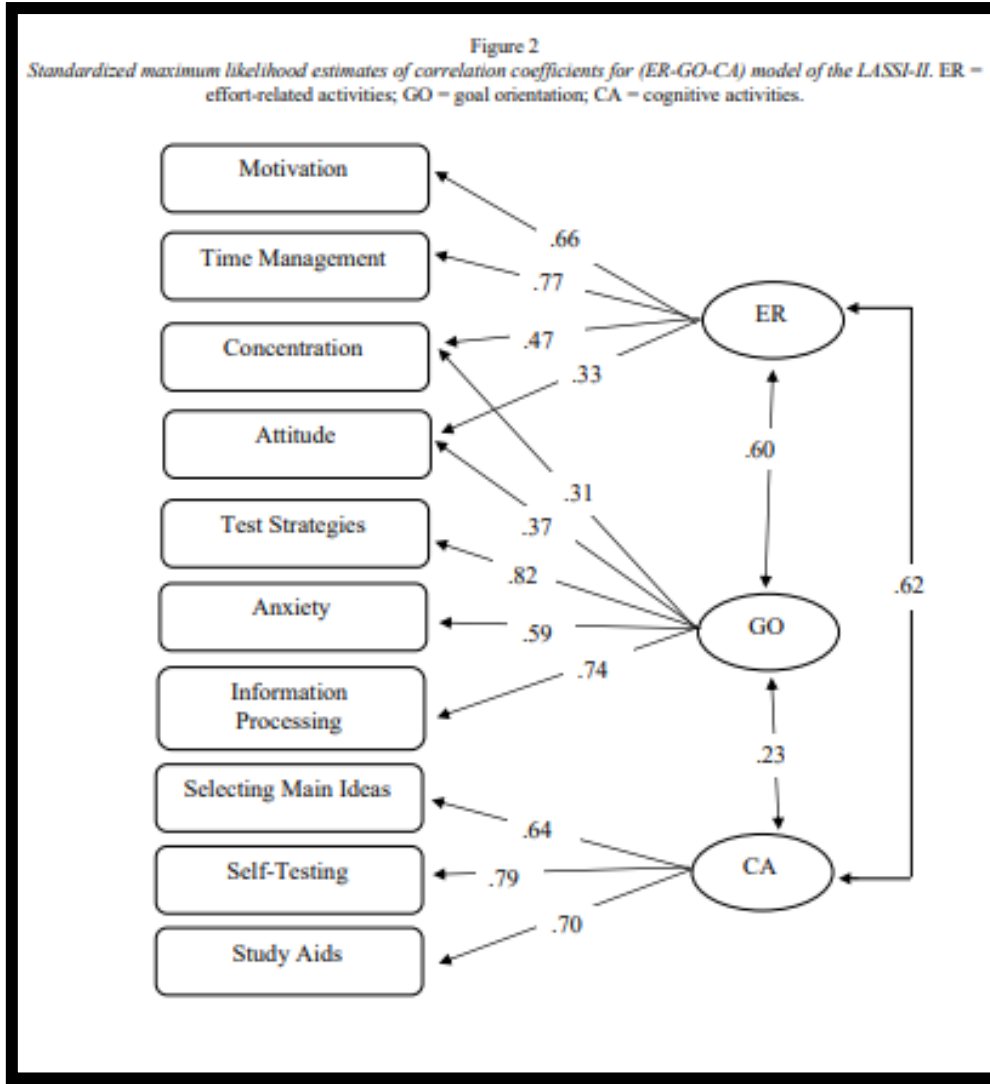 Figure 2
Standardized maximum likelihood estimates of correlation coefficients for (ER-GO-CA) model of the LASSI-II. ER =
effort-related activities; GO = goal orientation; CA = cognitive activities.
Motivation
.66
Time Management
.77
ER
Concentration
.47
.33
Attitude
.60
.31
Test Strategies
.37
.82
.62
Anxiety
.59
GO
.74
Information
Processing
.23
Selecting Main Ideas
.64
Self-Testing
.79
CA
.70
Study Aids